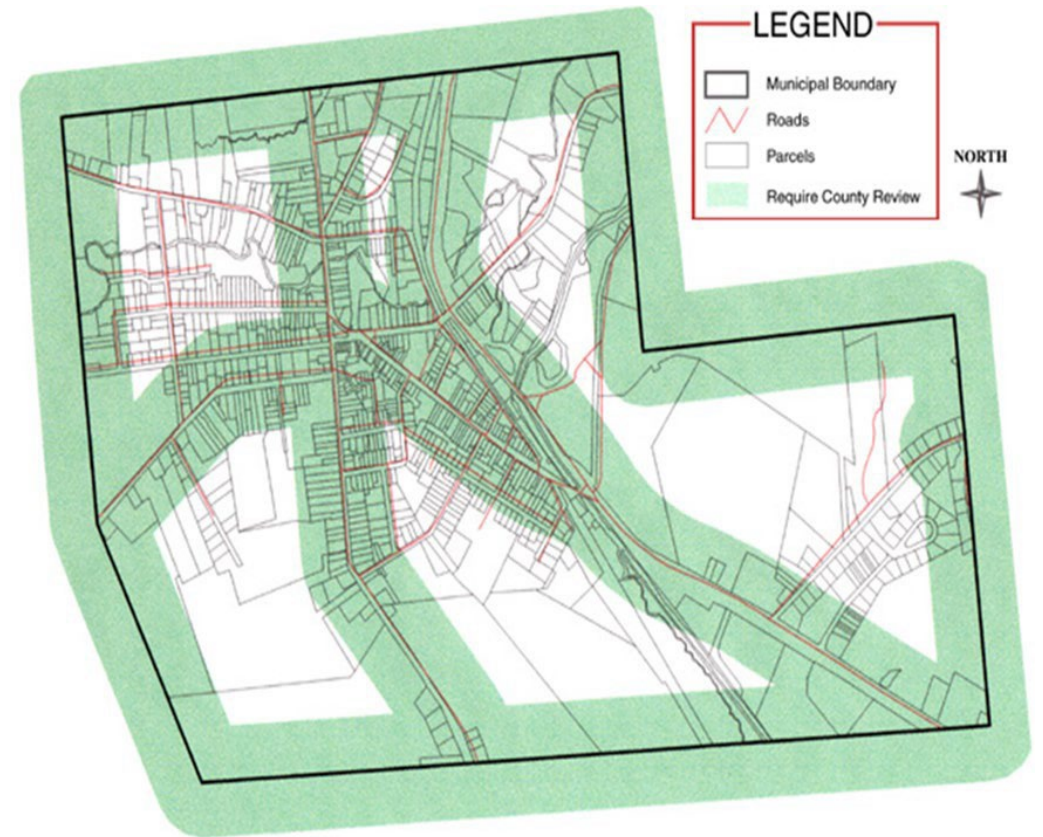 LEGEND
Municipal Boundary
Roads
Parcels
Require County Review
NORTH